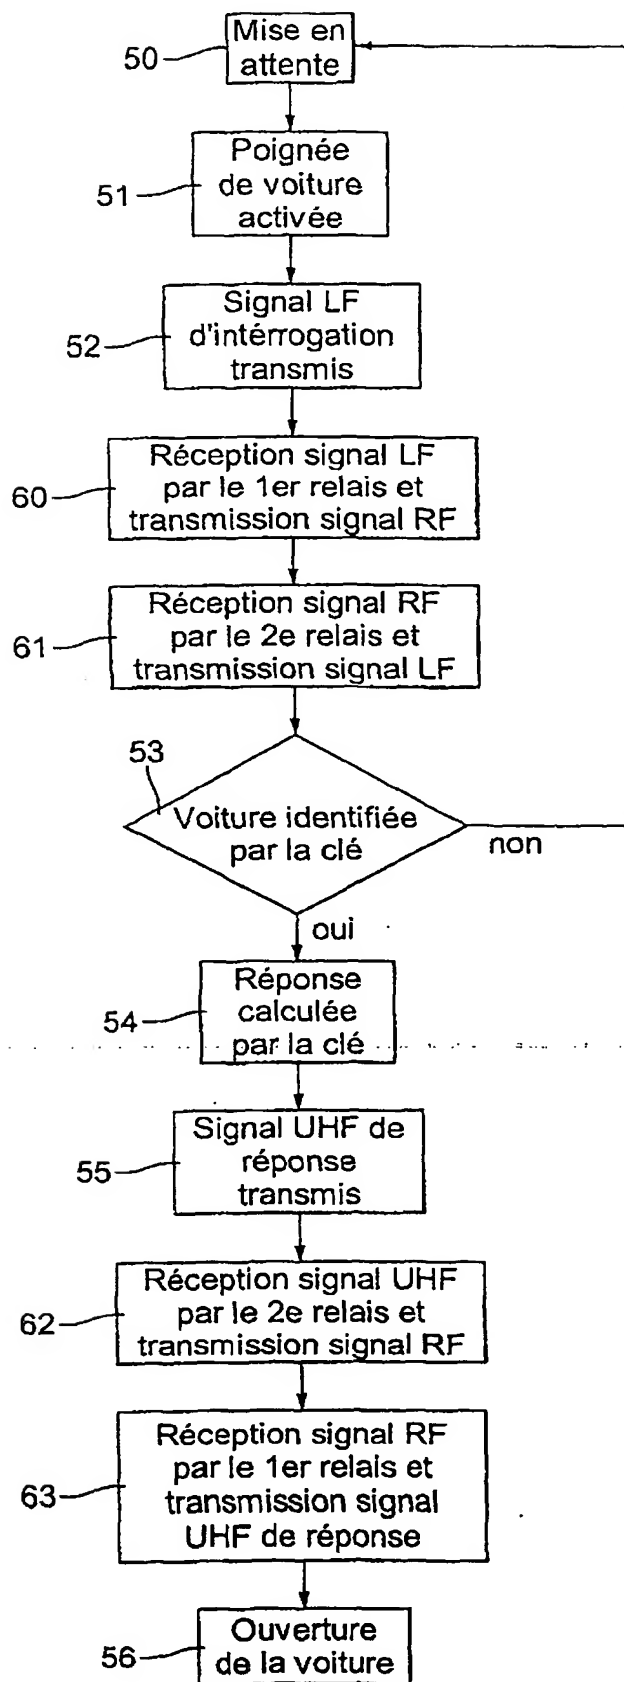 50
Mise en
attente
51
Poignée
de voiture
activée
52
Signal LF
d'intérrogation
transmis
60
Réception signal LF
par le 1er relais et
transmission signal RF
61
Réception signal RF
par le 2e relais et
transmission signal LF
53
Voiture identifiée
par la clé
non
oui
54
Réponse
calculée
par la clé
55
Signal UHF de
réponse
transmis
62
Réception signal UHF
par le 2e relais et
transmission signal RF
63
Réception signal RF
par le 1er relais et
transmission signal
UHF de réponse
56
Ouverture
de la voiture